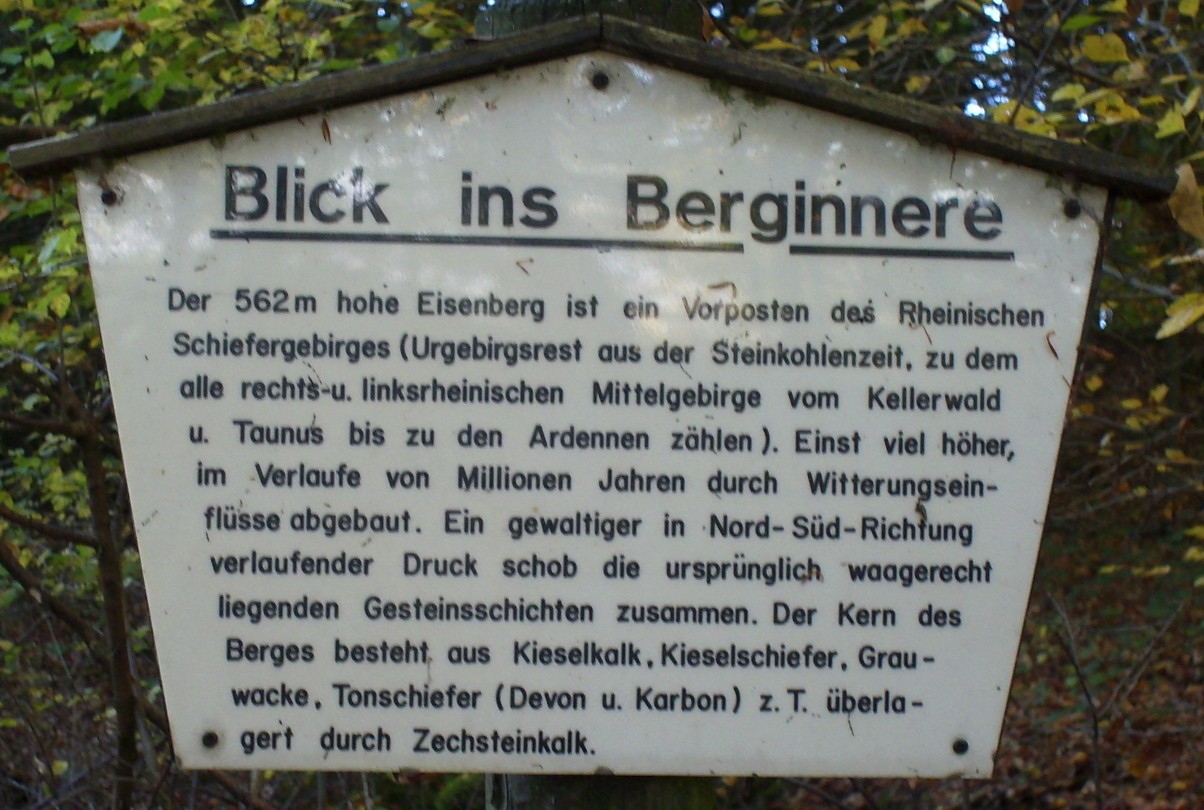 Blick ins Berginnere
Der 562m hohe Eisenberg ist ein Vorposten des Rheinischen
Schiefergebirges (Urgebirgsrest aus der Steinkohlenzeit, zu dem
alle rechts-u. linksrheinischen Mittelgebirge vom Kellerwald
u. Taunus bis zu den Ardennen zählen). Einst viel höher,
im Verlaufe von Millionen Jahren durch Witterungsein-
flüsse abgebaut. Ein gewaltiger in Nord-Süd-Richtung
verlaufender Druck schob die ursprünglich waagerecht
liegenden Gesteinsschichten zusammen. Der Kern des
Berges besteht aus Kieselkalk, Kieselschiefer, Grau-
wacke, Tonschiefer (Devon u. Karbon) z.T. überla-
gert durch Zechsteinkalk.